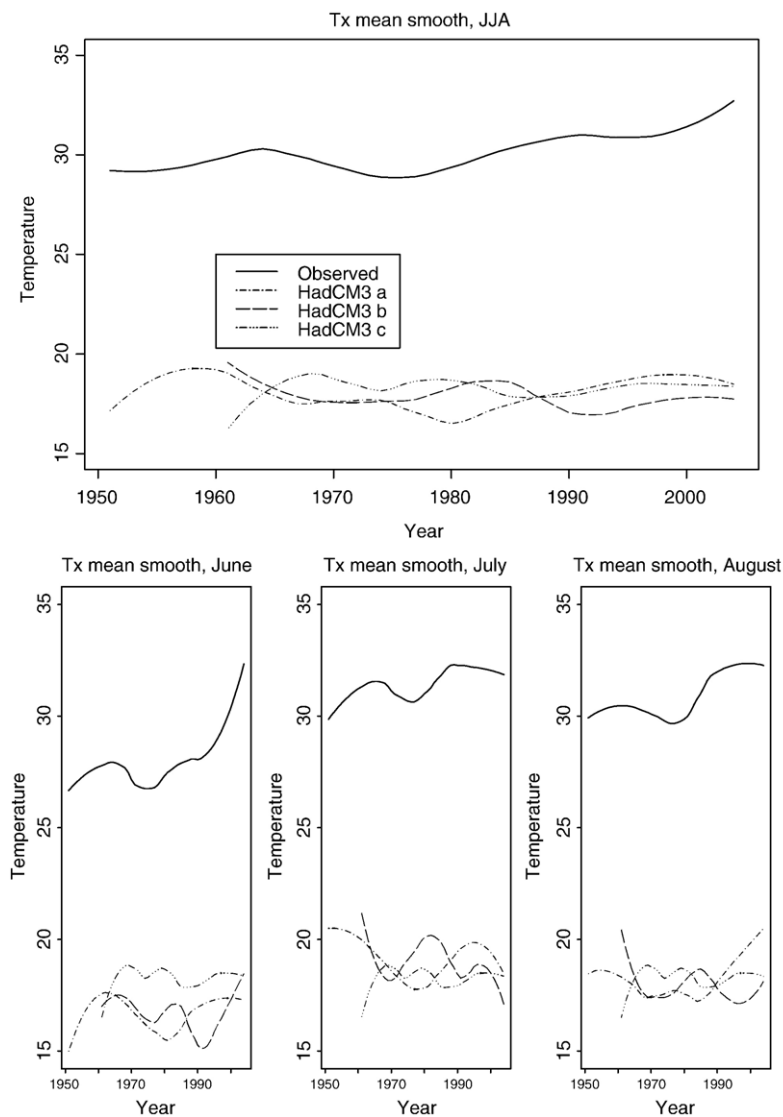 Tx mean smooth, JJA
35
30
25
20
15
Temperature
Observed
HadCM3 a
HadCM3 b
HadCM3 c
1950 1960 1970 1980 1990 2000
Year
Tx mean smooth, June
35
30
25
20
15
Temperature
1950 1970 1990
Year
Tx mean smooth, July
35
30
25
20
15
Temperature
1950 1970 1990
Year
Tx mean smooth, August
35
30
25
20
15
Temperature
1950 1970 1990
Year